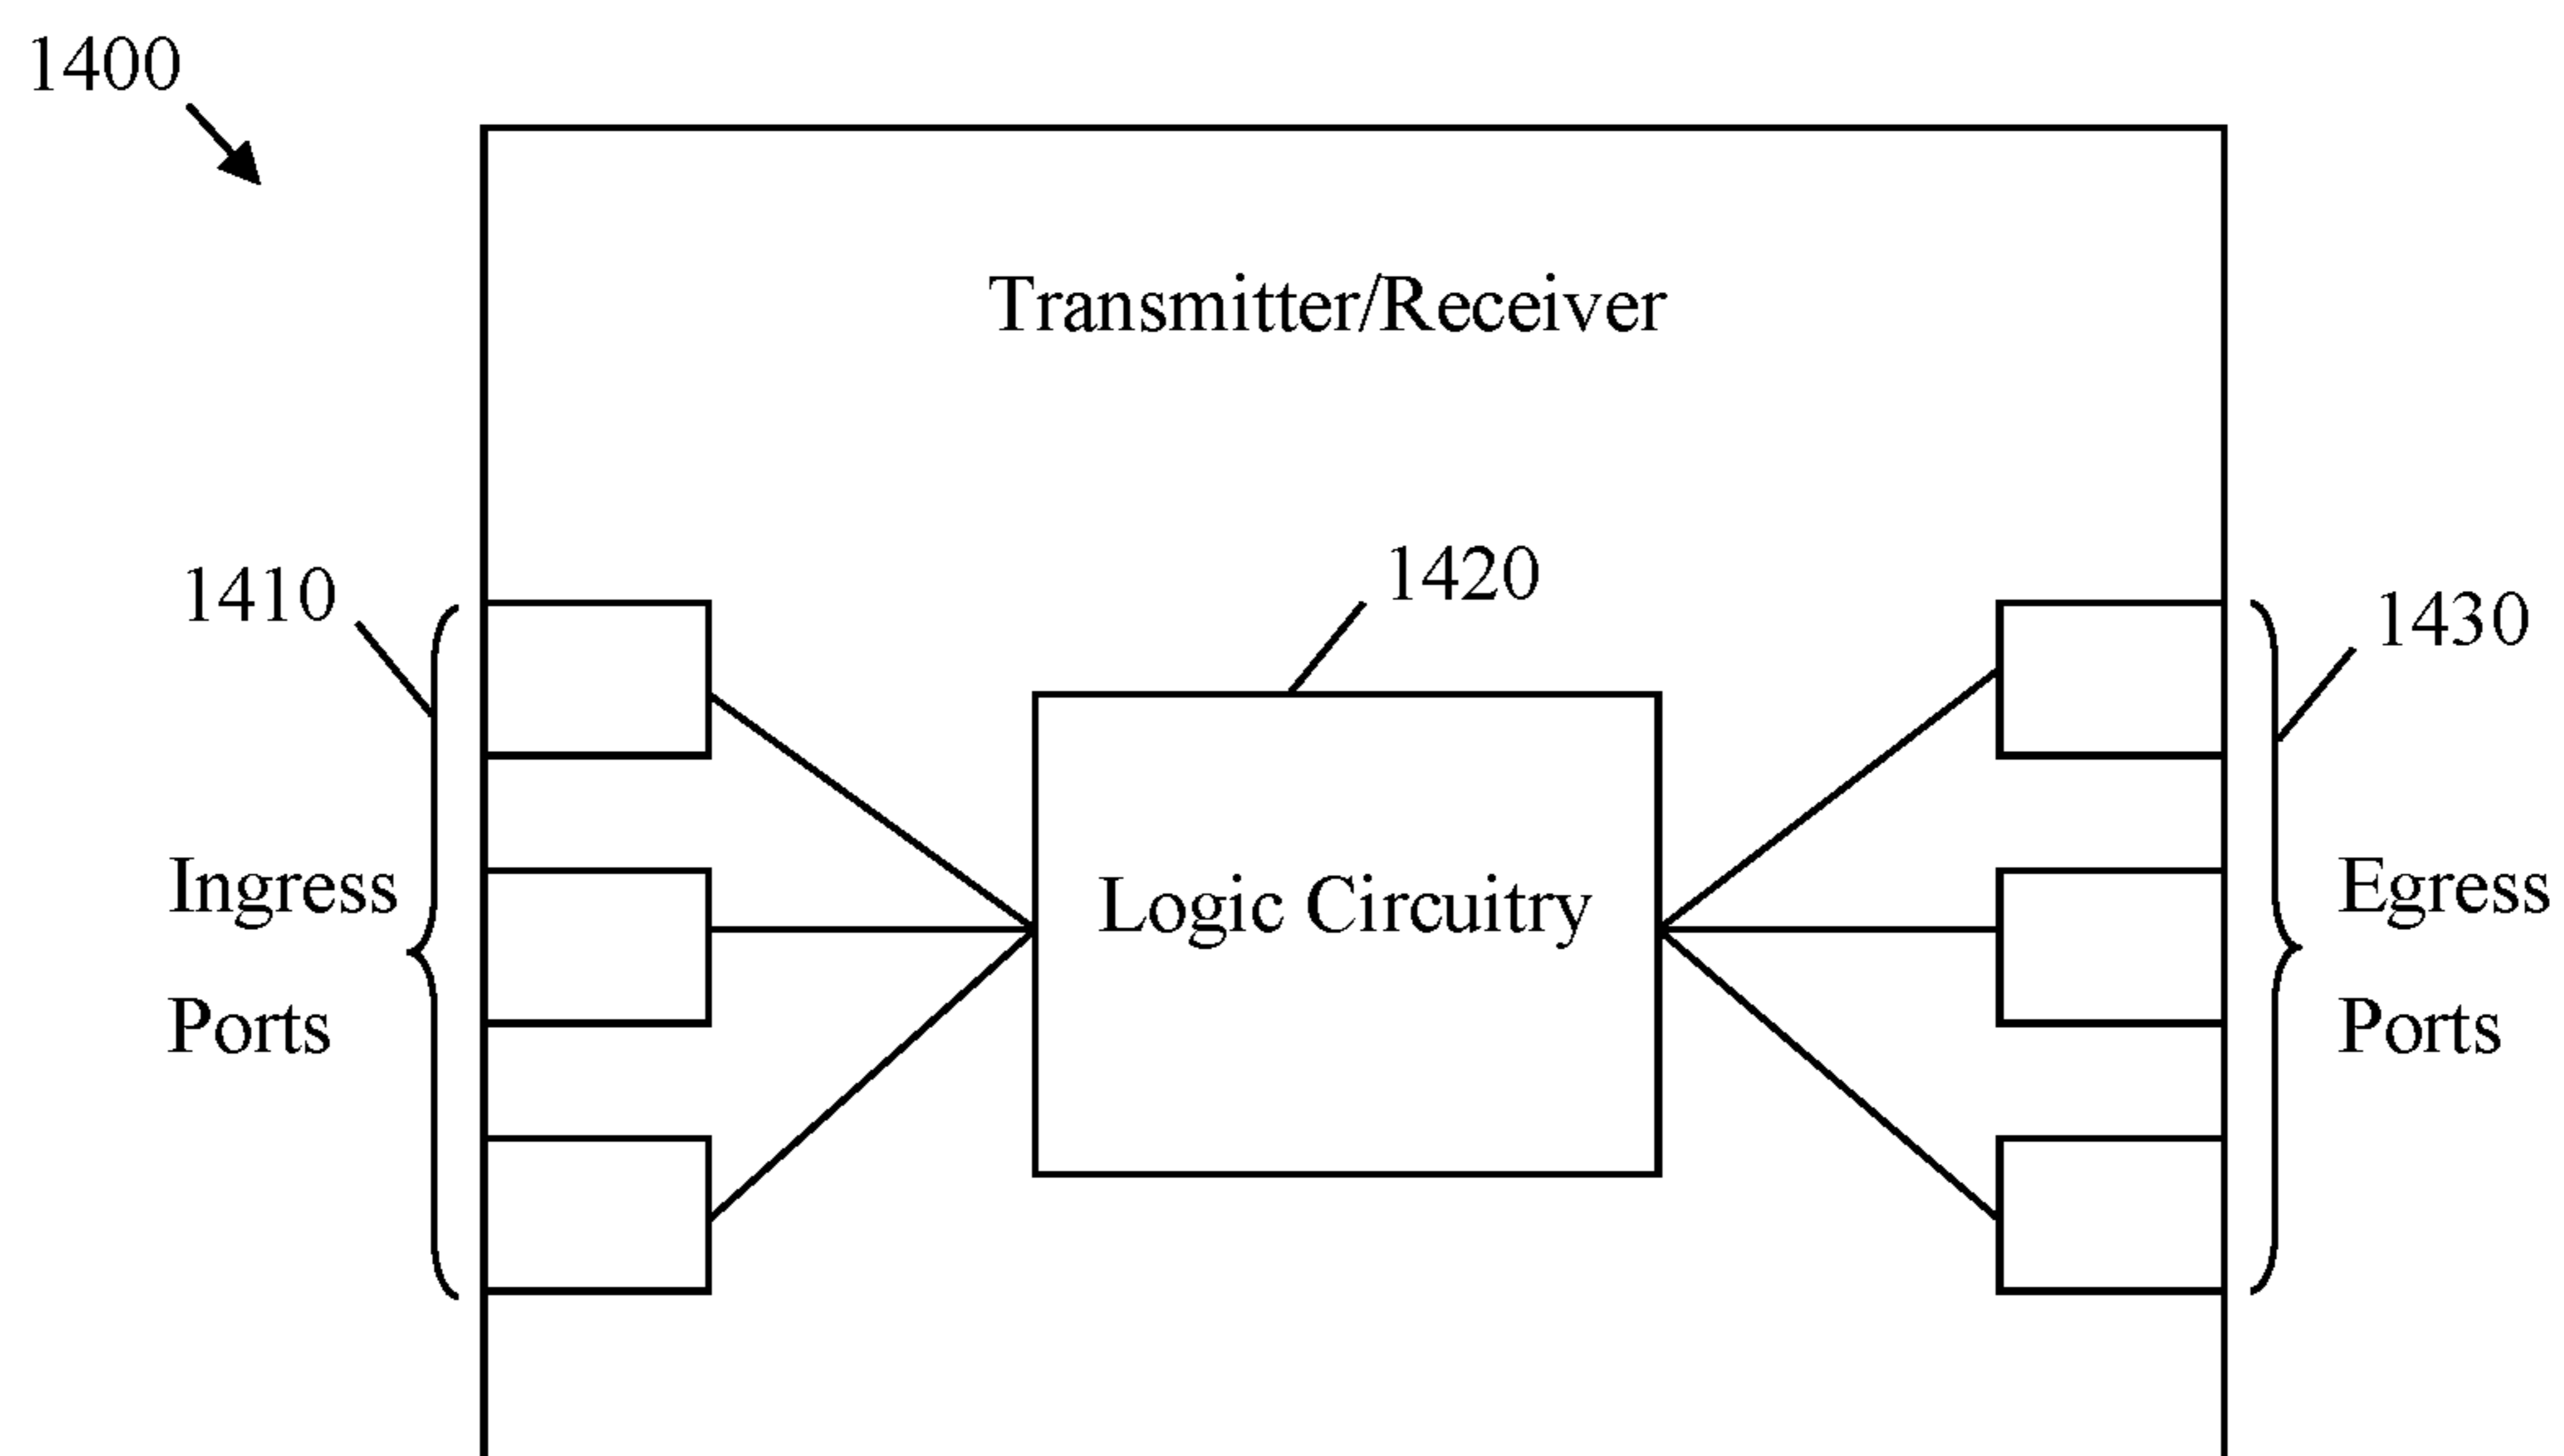 1400
Transmitter/Receiver
1410
1420
1430
Ingress
Ports
Logic Circuitry
Egress
Ports